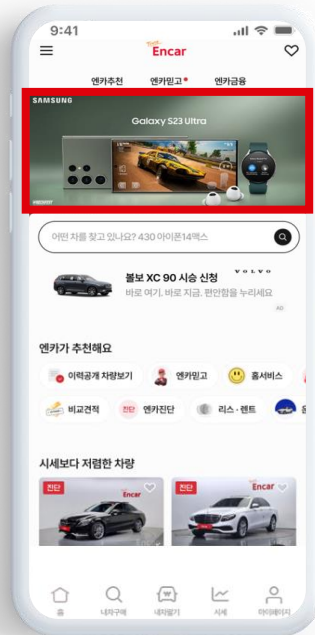 9:41
Encar
엔카추천 엔카믿고 엔카금융
SAMSUNG
Galaxy S23 Ultra
어떤 차를 찾고 있나요? 430 아이폰14맥스
볼보 XC 90 시승 신청
VOLVO
바로 여기. 바로 지금. 편안함을 누리세요
AD
엔카가 추천해요
이력공개 차량보기 엔카믿고 홈서비스
비교견적 진단 엔카진단 리스·렌트
시세보다 저렴한 차량
진단 Encar 진단 Encar
홈 내차구매 내차팔기 시세 마이페이지